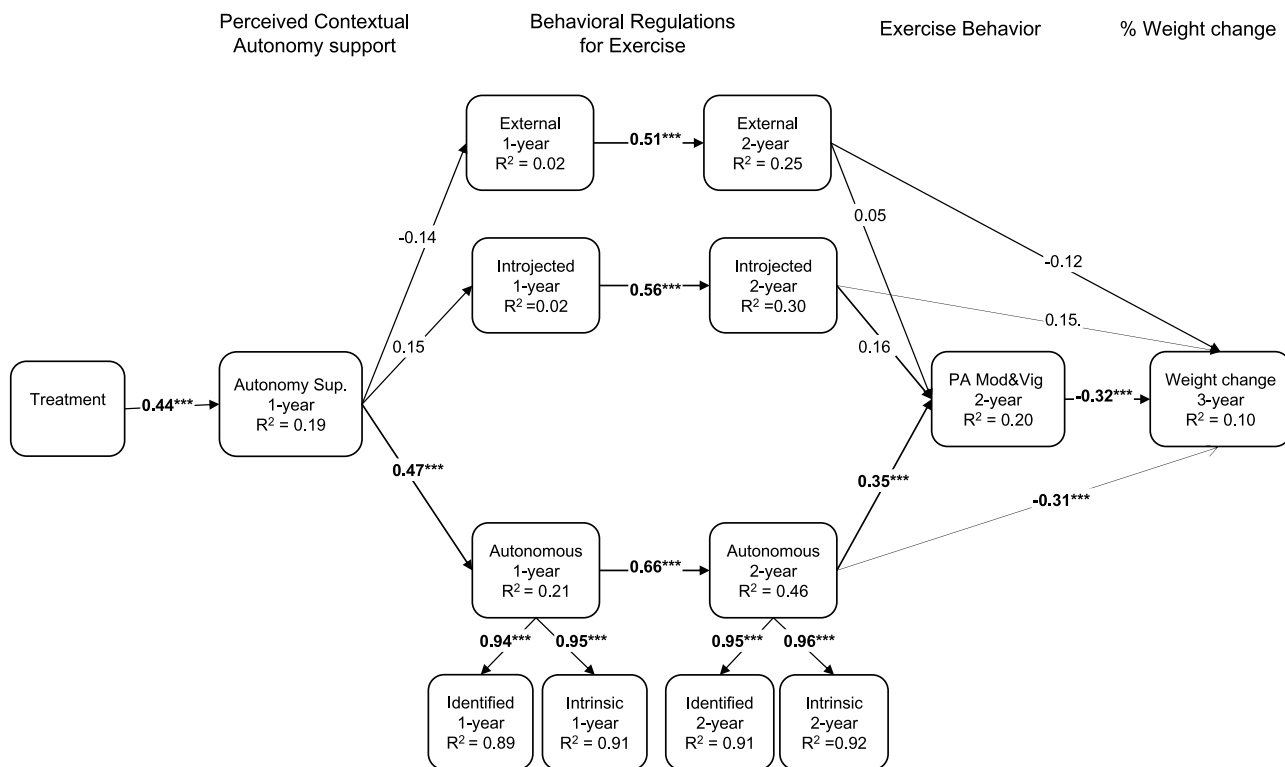 Perceived Contextual
Autonomy support
Behavioral Regulations
for Exercise
Exercise Behavior
% Weight change
External
1-year
R² = 0.02
0.51***
External
2-year
R² = 0.25
0.05
-0.14
-0.12
Introjected
1-year
R² =0.02
0.56***
Introjected
2-year
R² =0.30
0.15.
0.15
0.16
Treatment
0.44***
Autonomy Sup.
1-year
R² = 0.19
PA Mod&Vig
2-year
R² = 0.20
-0.32***
Weight change
3-year
R² = 0.10
0.47***
0.35***
-0.31***
Autonomous
1-year
R² = 0.21
0.66***
Autonomous
2-year
R² = 0.46
0.94***
0.95***
0.95***
0.96***
Identified
1-year
R² = 0.89
Intrinsic
1-year
R² = 0.91
Identified
2-year
R² = 0.91
Intrinsic
2-year
R² =0.92